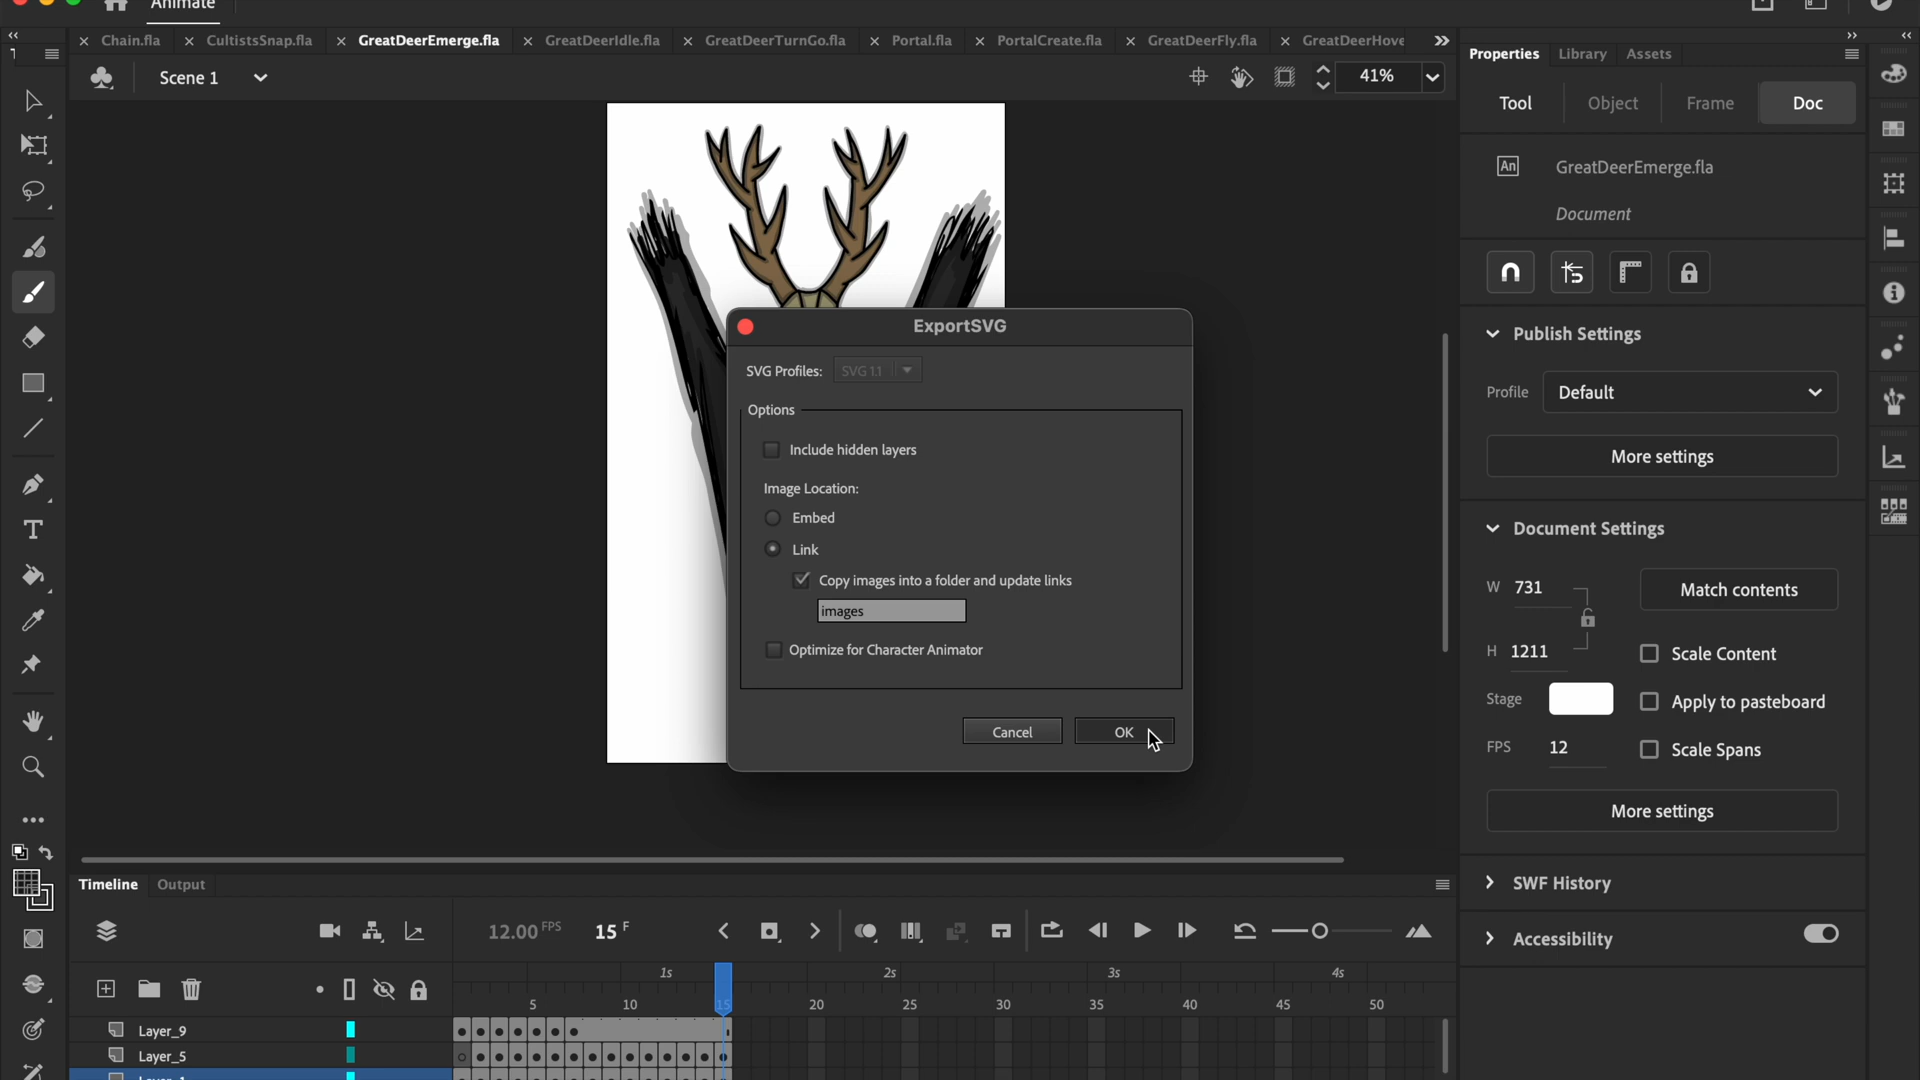 Animate
Chain.fla
CultistsSnap.fla
GreatDeerEmerge.fla
GreatDeerIdle.fla
GreatDeerTurnGo.fla
Portal.fla
PortalCreate.fla
GreatDeerFly.fla
GreatDeerHove
Properties
Library
Assets
Scene 1
41%
Tool
Object
Frame
Doc
An
GreatDeerEmerge.fla
Document
Publish Settings
Profile
Default
More settings
Document Settings
W 731
Match contents
H 1211
Scale Content
Stage
Apply to pasteboard
FPS 12
Scale Spans
More settings
SWF History
Accessibility
ExportSVG
SVG Profiles:
SVG 1.1
Options
Include hidden layers
Image Location:
Embed
Link
Copy images into a folder and update links
images
Optimize for Character Animator
Cancel
OK
Timeline
Output
12.00 FPS
15 F
1s 2s 3s 4s
5 10 15 20 25 30 35 40 45 50
Layer_9
Layer_5